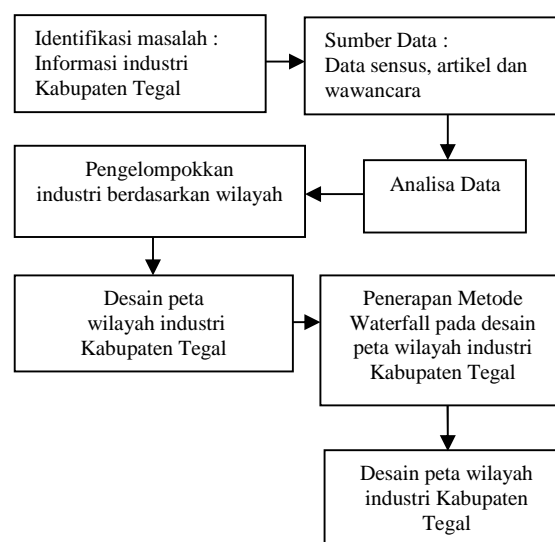 Identifikasi masalah :
Informasi industri
Kabupaten Tegal
Sumber Data :
Data sensus, artikel dan
wawancara
Analisa Data
Pengelompokkan
industri berdasarkan wilayah
Desain peta
wilayah industri
Kabupaten Tegal
Penerapan Metode
Waterfall pada desain
peta wilayah industri
Kabupaten Tegal
Desain peta wilayah
industri Kabupaten
Tegal